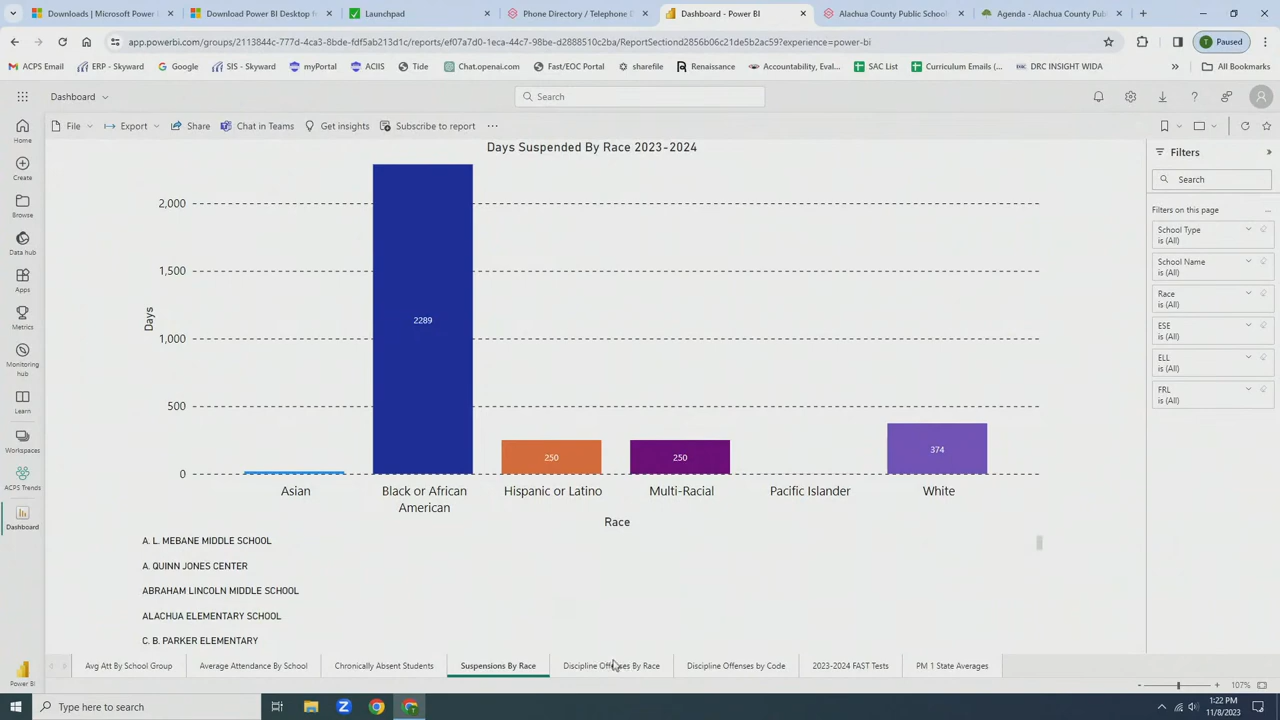 Downloads | Microsoft Power
Download Power BI Desktop f
Launchpad
Phone Directory / Telephone D
Dashboard - Power BI
Alachua County Public School
Agenda - Alachua County Publ
app.powerbi.com/groups/2113844c-777d-4ca3-8bde-fdf5ab213d1c/reports/ef07a7d0-1eca-44c7-98be-d2888510c2ba/ReportSectiond2856b06c21de5b2ac59?experience=power-bi
Paused
ACPS Email
ERP - Skyward
Google
SIS - Skyward
myPortal
ACIIS
Tide
Chat.openai.com
Fast/EOC Portal
sharefile
Renaissance
Accountability, Eval...
SAC List
Curriculum Emails (...
DRC INSIGHT WIDA
All Bookmarks
Dashboard
Search
File
Export
Share
Chat in Teams
Get insights
Subscribe to report
Home
Create
Browse
Data hub
Apps
Metrics
Monitoring
hub
Learn
Workspaces
ACPS Trends
Dashboard
Power BI
Days Suspended By Race 2023-2024
2,000
1,500
1,000
500
0
Days
2289
250
250
374
Asian
Black or African
American
Hispanic or Latino
Multi-Racial
Pacific Islander
White
Race
A. L. MEBANE MIDDLE SCHOOL
A. QUINN JONES CENTER
ABRAHAM LINCOLN MIDDLE SCHOOL
ALACHUA ELEMENTARY SCHOOL
C. B. PARKER ELEMENTARY
Filters
Search
Filters on this page
School Type
is (All)
School Name
is (All)
Race
is (All)
ESE
is (All)
ELL
is (All)
FRL
is (All)
Avg Att By School Group
Average Attendance By School
Chronically Absent Students
Suspensions By Race
Discipline Offenses By Race
Discipline Offenses by Code
2023-2024 FAST Tests
PM 1 State Averages
107%
Type here to search
1:22 PM
11/8/2023